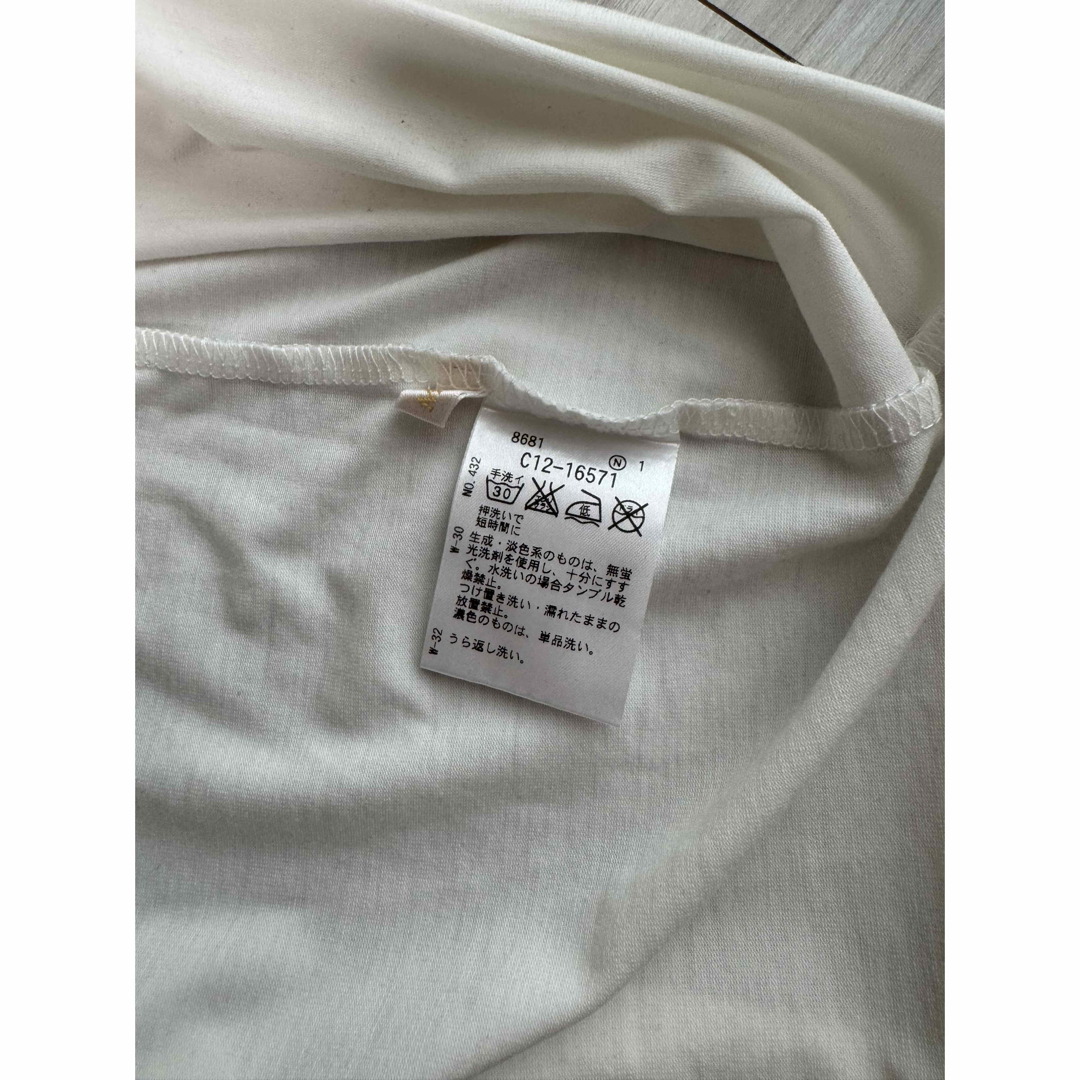 8681
C12-16571 Ⓝ 1
手洗イ
30
低
押洗いで
短時間に
生成・淡色系のものは、無蛍
光洗剤を使用し、十分にすす
ぐ。水洗いの場合タンブル乾
燥禁止。
つけ置き洗い・濡れたままの
放置禁止。
濃色のものは、単品洗い。
うら返し洗い。
NO. 432
W-30
W-32